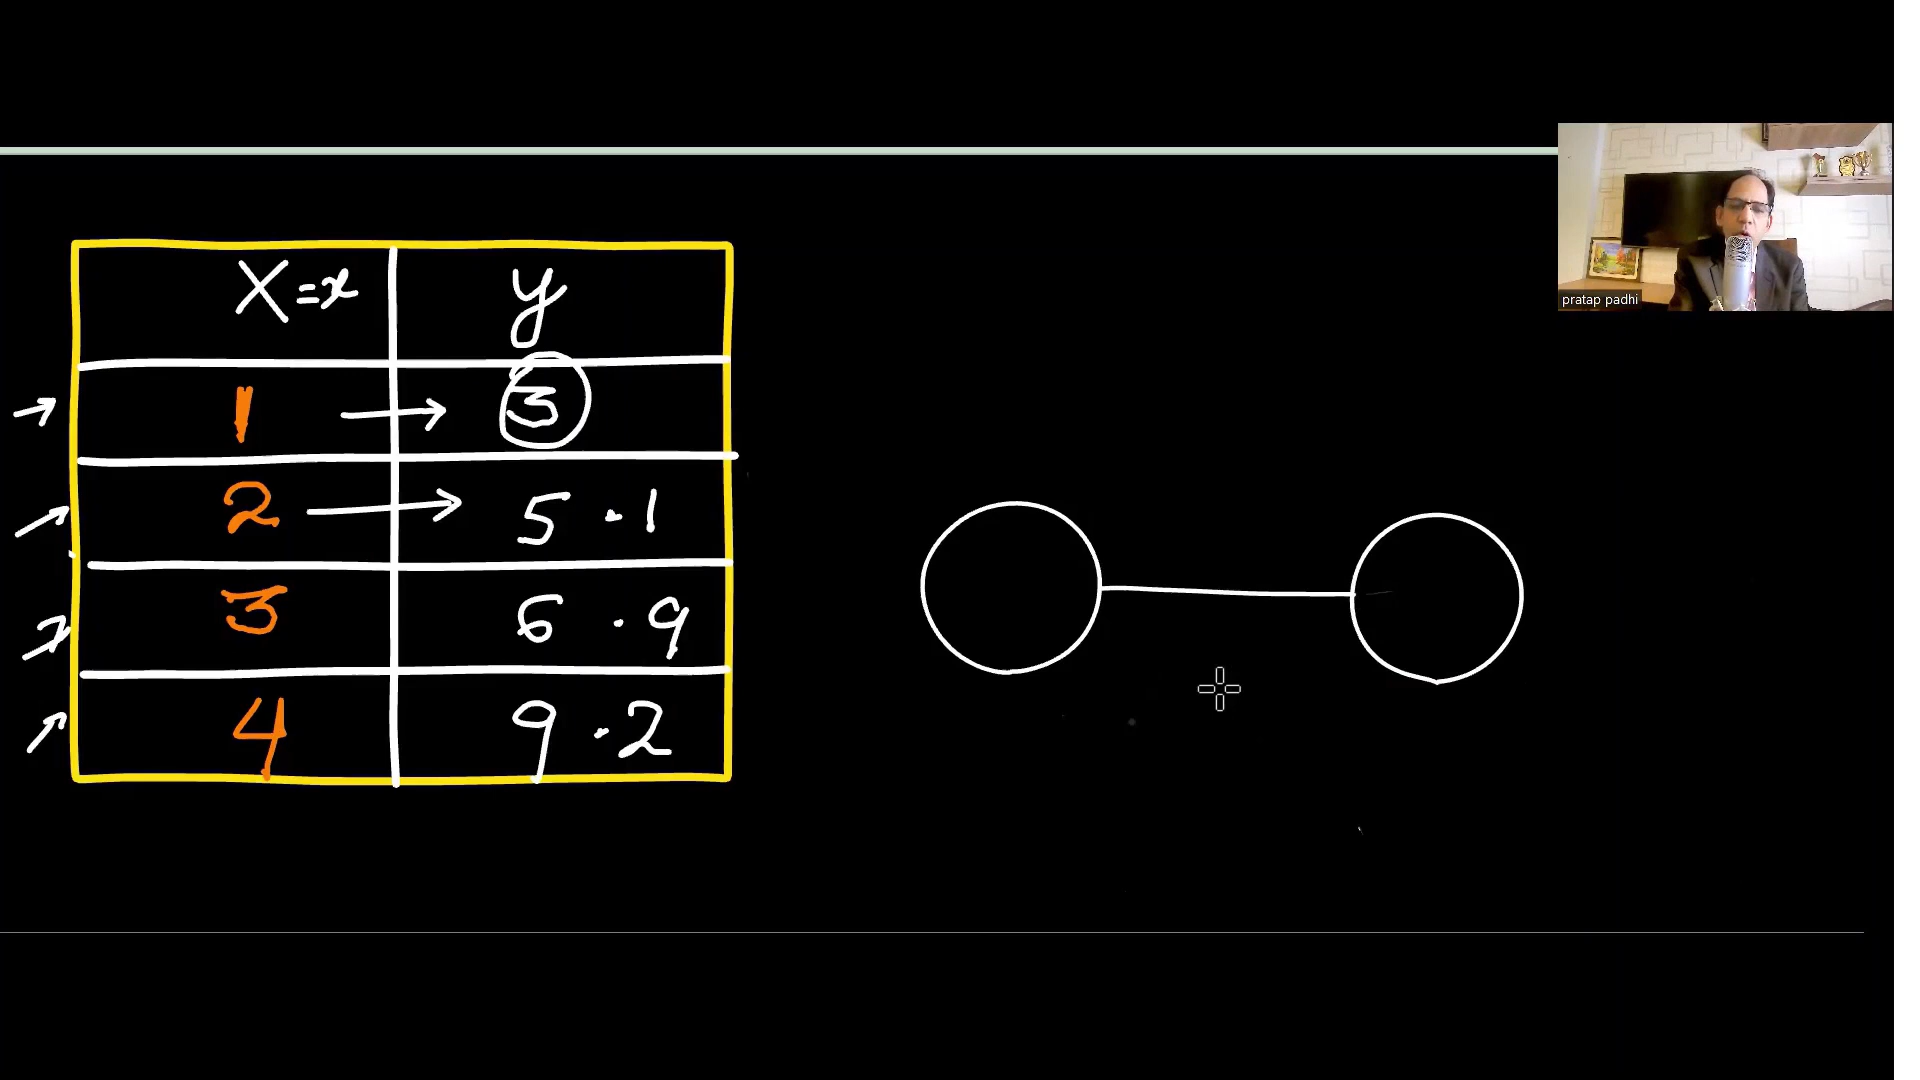 X=x y
1 → 3
2 → 5.1
3 6.9
4 9.2
pratap padhi